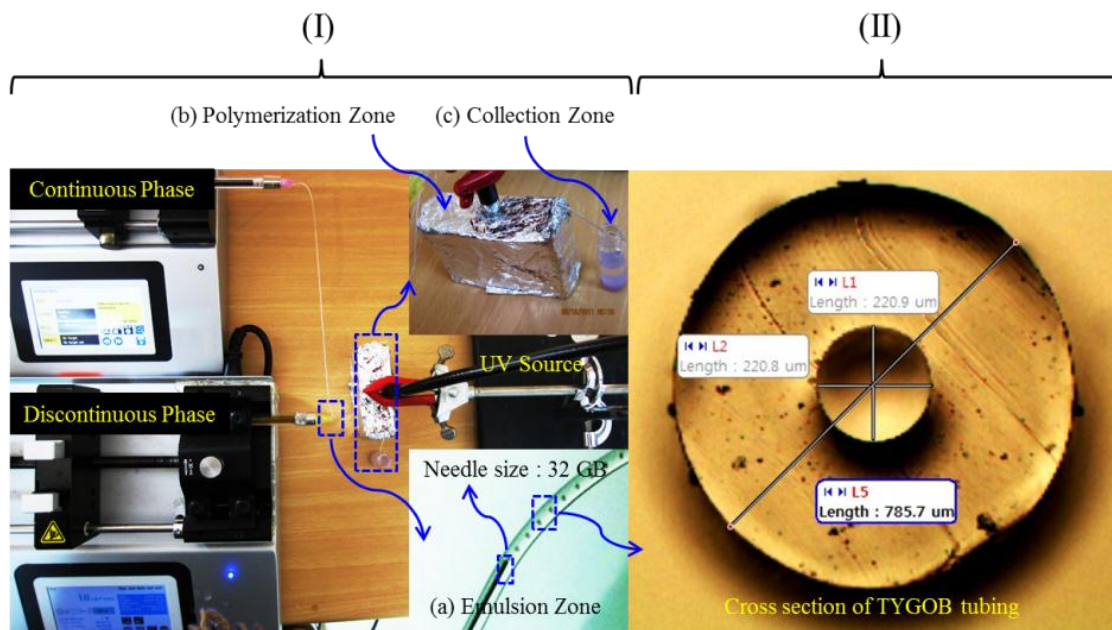 (I)
(II)
(b) Polymerization Zone
(c) Collection Zone
Continuous Phase
UV Source
Discontinuous Phase
Needle size : 32 GB
(a) Emulsion Zone
L1
Length : 220.9 um
L2
Length : 220.8 um
L5
Length : 785.7 um
Cross section of TYGOB tubing